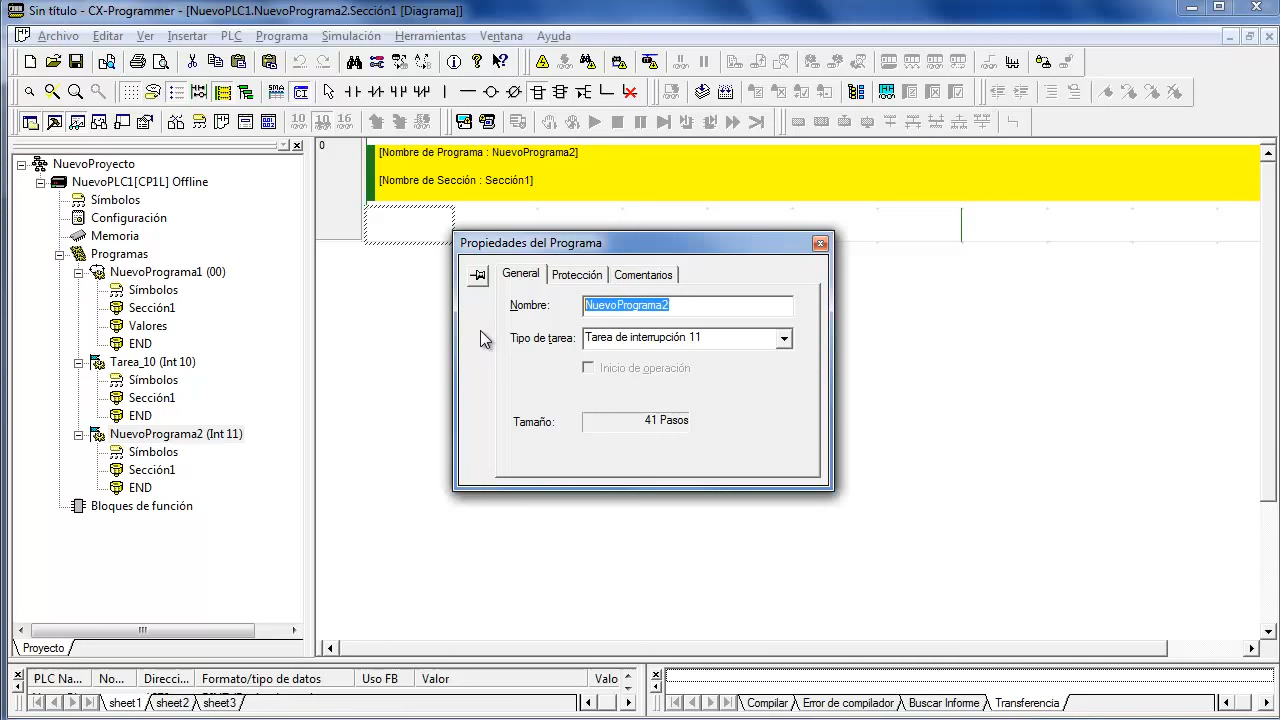 Sin título - CX-Programmer - [NuevoPLC1.NuevoPrograma2.Sección1 [Diagrama]]
Archivo Editar Ver Insertar PLC Programa Simulación Herramientas Ventana Ayuda
10 10 16
NuevoProyecto
NuevoPLC1[CP1L] Offline
Símbolos
Configuración
Memoria
Programas
NuevoPrograma1 (00)
Símbolos
Sección1
Valores
END
Tarea_10 (Int 10)
Símbolos
Sección1
END
NuevoPrograma2 (Int 11)
Símbolos
Sección1
END
Bloques de función
Proyecto
0
[Nombre de Programa : NuevoPrograma2]
[Nombre de Sección : Sección1]
Propiedades del Programa
General Protección Comentarios
Nombre: NuevoPrograma2
Tipo de tarea: Tarea de interrupción 11
Inicio de operación
Tamaño: 41 Pasos
PLC Na... No... Direcci... Formato/tipo de datos Uso FB Valor Valo
sheet1 sheet2 sheet3
Compilar Error de compilador Buscar Informe Transferencia